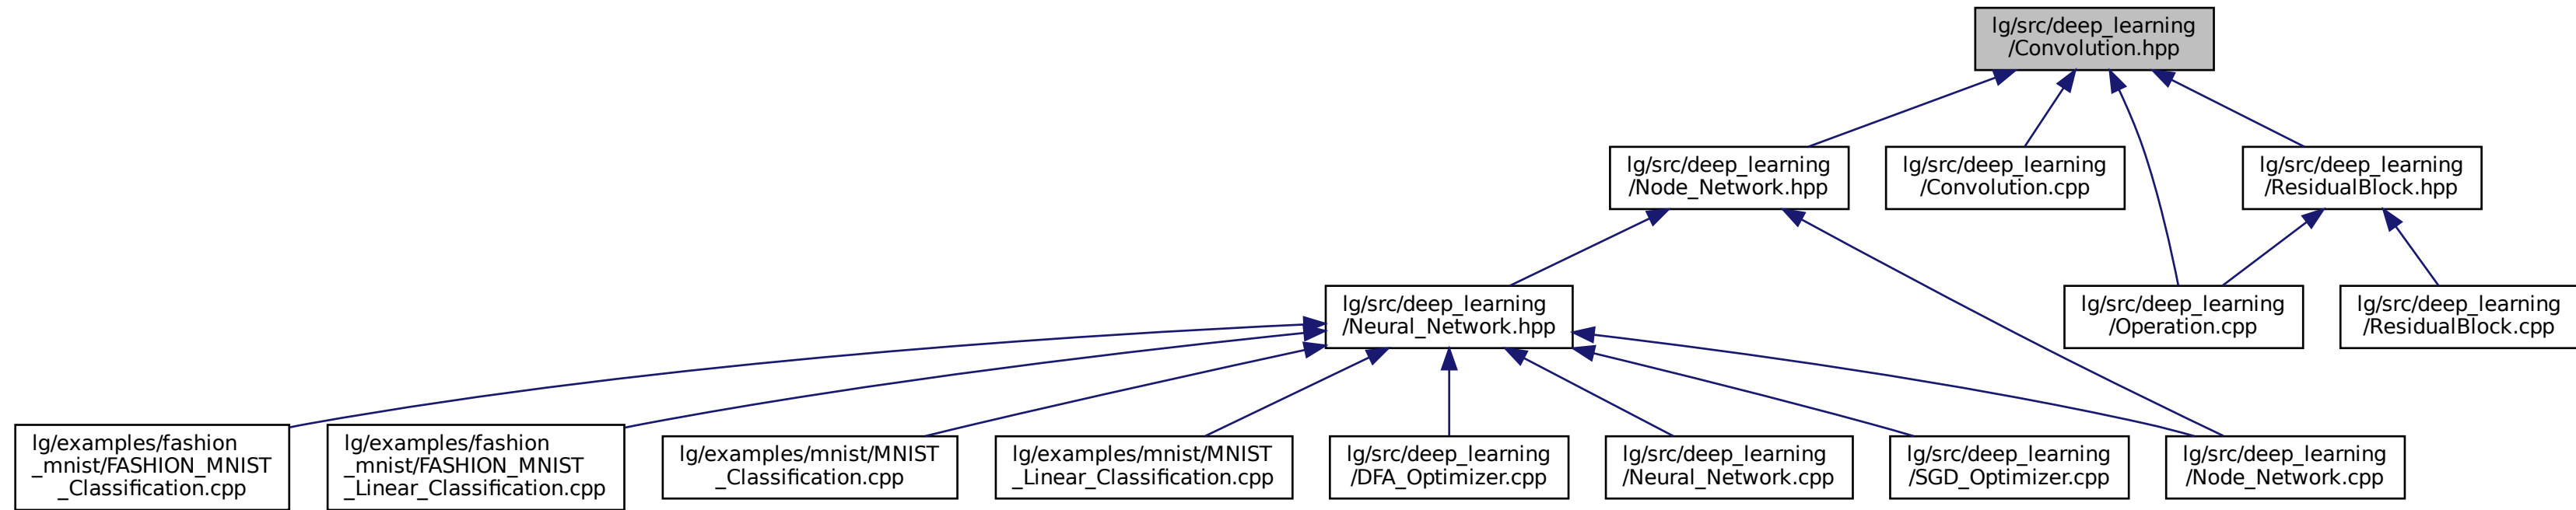 lg/src/deep_learning
/Convolution.hpp
lg/src/deep_learning
/Node_Network.hpp
lg/src/deep_learning
/Convolution.cpp
lg/src/deep_learning
/ResidualBlock.hpp
lg/src/deep_learning
/Neural_Network.hpp
lg/src/deep_learning
/Operation.cpp
lg/src/deep_learning
/ResidualBlock.cpp
lg/examples/fashion
_mnist/FASHION_MNIST
_Classification.cpp
lg/examples/fashion
_mnist/FASHION_MNIST
_Linear_Classification.cpp
lg/examples/mnist/MNIST
_Classification.cpp
lg/examples/mnist/MNIST
_Linear_Classification.cpp
lg/src/deep_learning
/DFA_Optimizer.cpp
lg/src/deep_learning
/Neural_Network.cpp
lg/src/deep_learning
/SGD_Optimizer.cpp
lg/src/deep_learning
/Node_Network.cpp